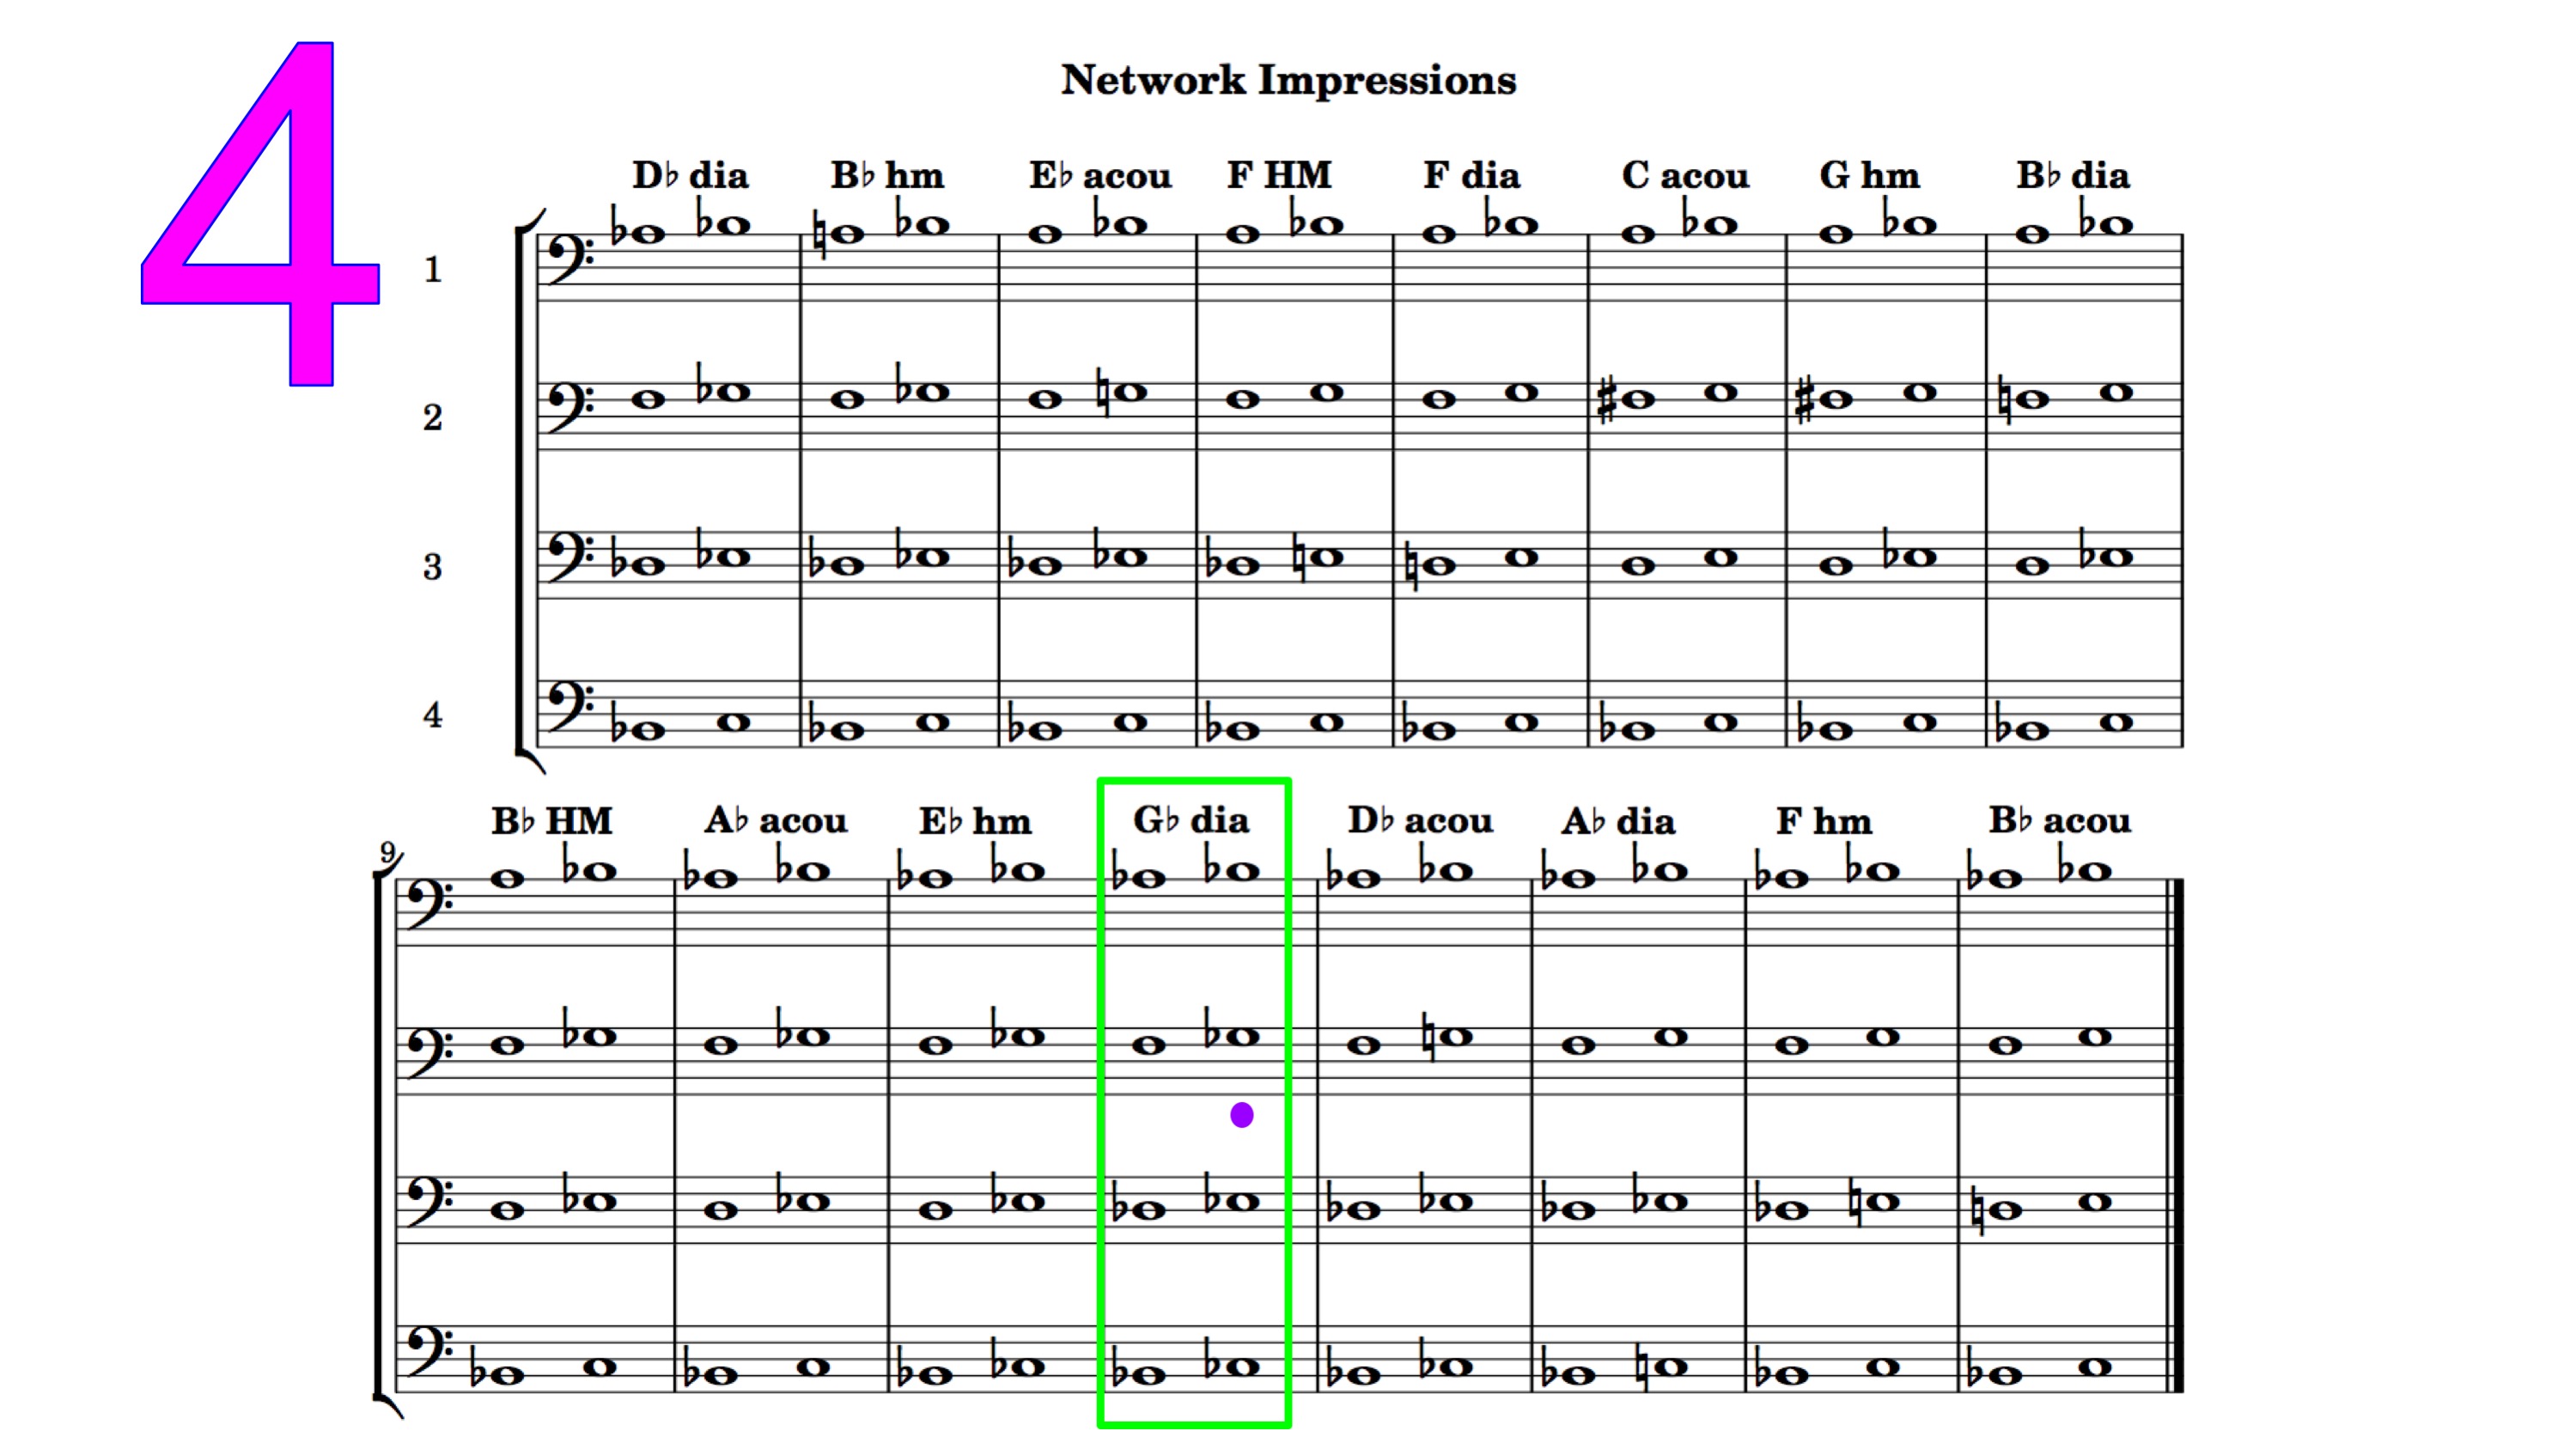 4
Network Impressions
D♭ dia B♭ hm E♭ acou F HM F dia C acou G hm B♭ dia
1
2
3
4
B♭ HM A♭ acou E♭ hm G♭ dia D♭ acou A♭ dia F hm B♭ acou
9